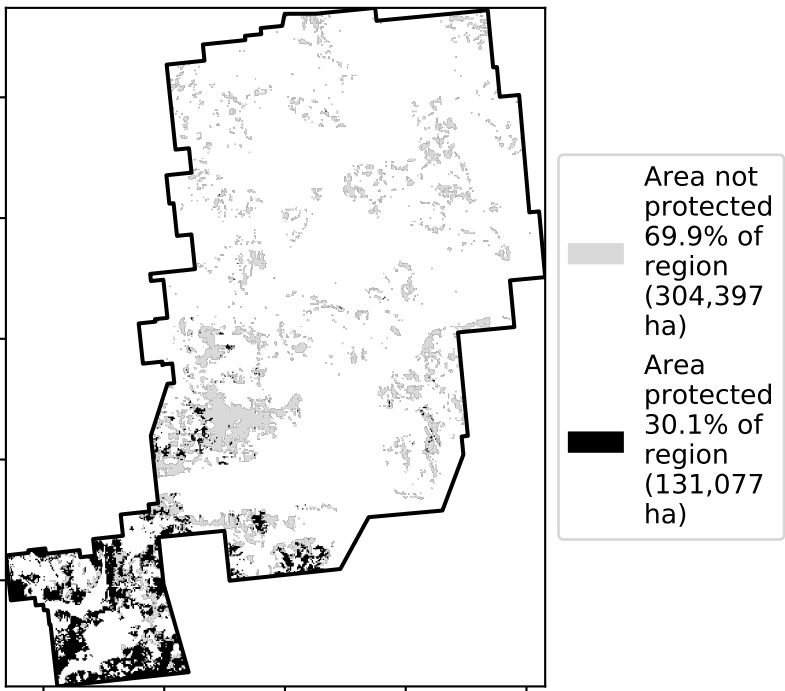 Area not
protected
69.9% of
region
(304,397
ha)
Area
protected
30.1% of
region
(131,077
ha)